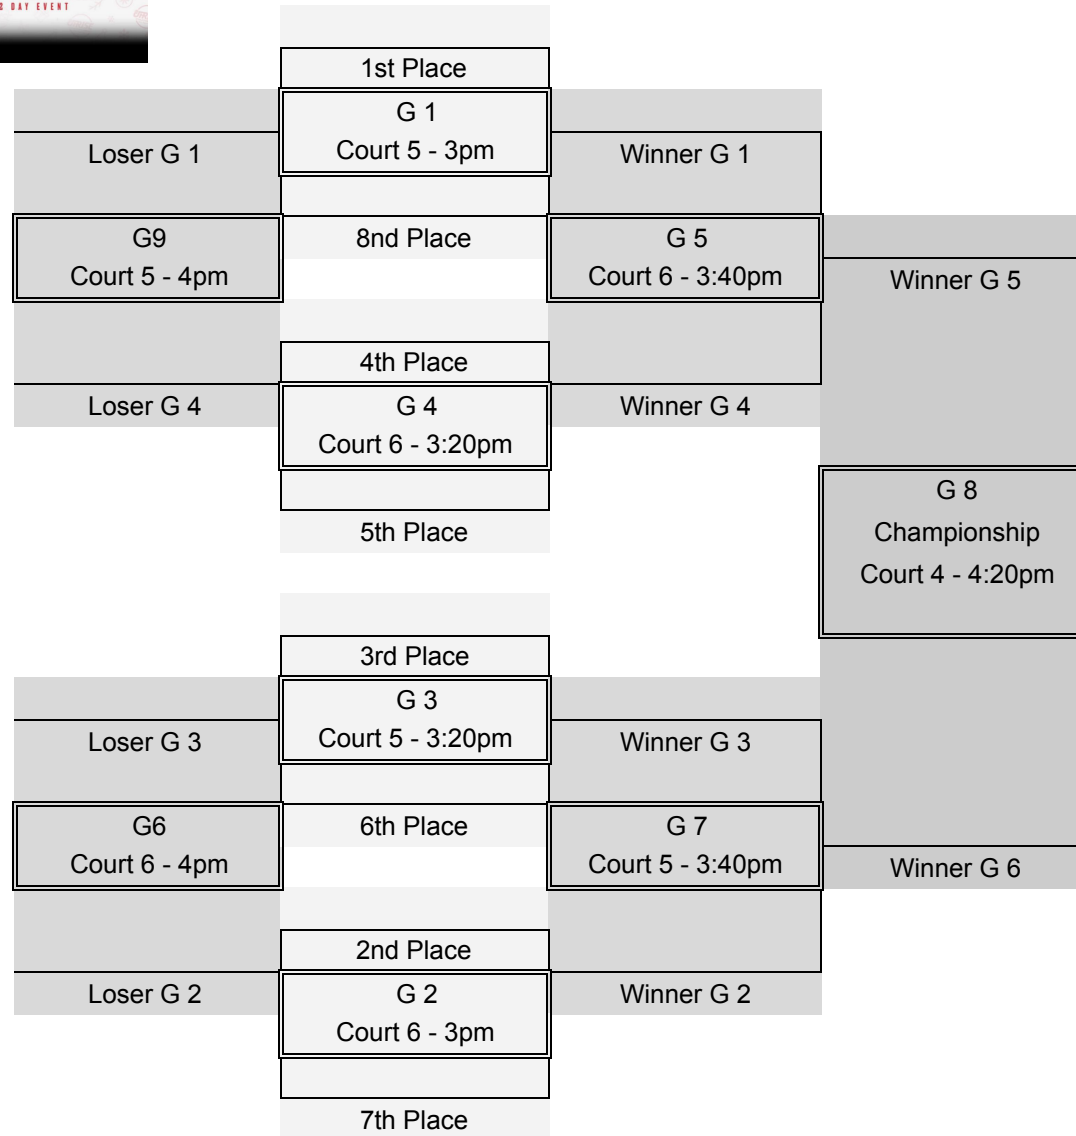 DAY EVENT
1st Place
G 1
Court 5 - 3pm
Loser G 1
Winner G 1
G9
Court 5 - 4pm
8nd Place
G 5
Court 6 - 3:40pm
Winner G 5
4th Place
Loser G 4
G 4
Court 6 - 3:20pm
Winner G 4
5th Place
G 8
Championship
Court 4 - 4:20pm
3rd Place
G 3
Court 5 - 3:20pm
Loser G 3
Winner G 3
G6
Court 6 - 4pm
6th Place
G 7
Court 5 - 3:40pm
Winner G 6
2nd Place
Loser G 2
G 2
Court 6 - 3pm
Winner G 2
7th Place